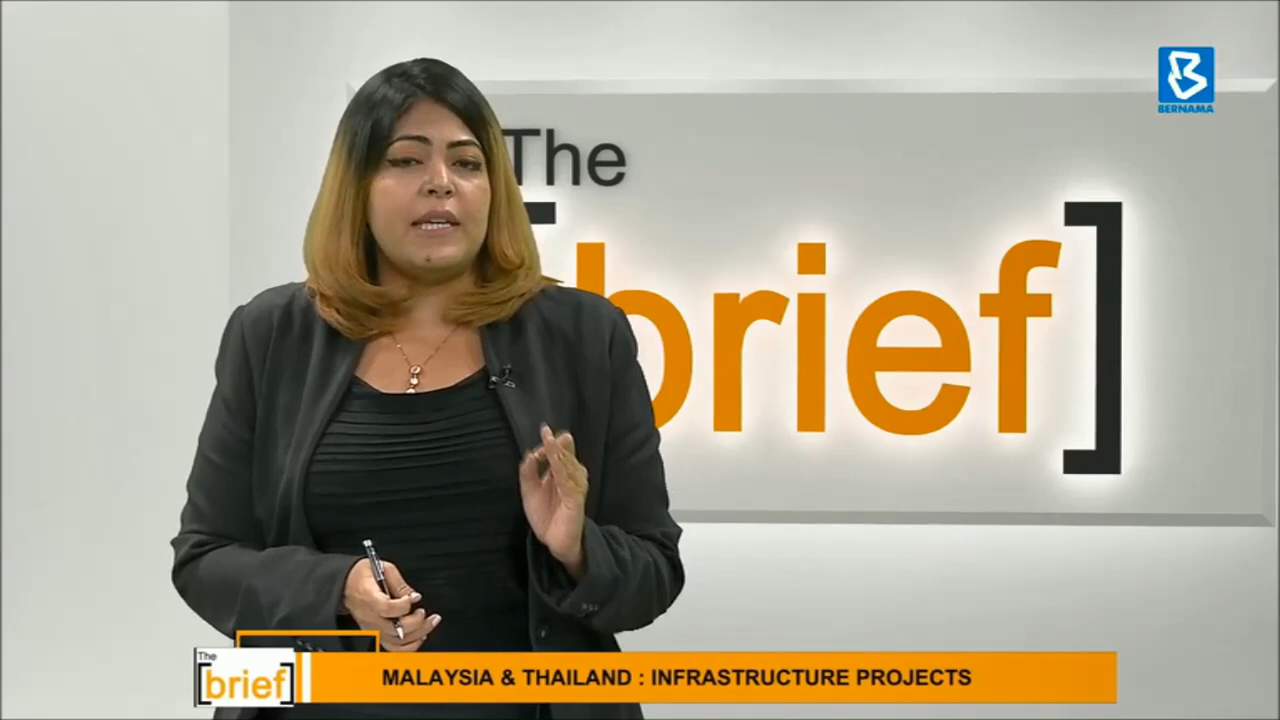 BERNAMA
The
[brief]
The
[brief]
MALAYSIA & THAILAND : INFRASTRUCTURE PROJECTS